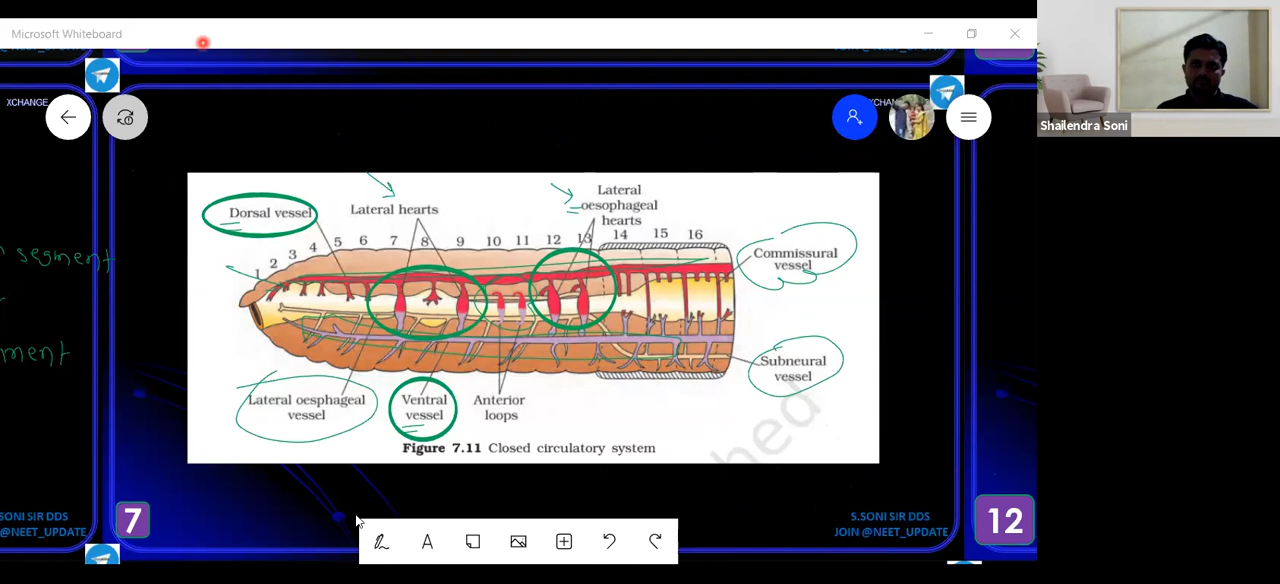 Microsoft Whiteboard
XCHANGE
Shailendra Soni
segment
ment
Dorsal vessel
Lateral hearts
Lateral
oesophageal
hearts
1 2 3 4 5 6 7 8 9 10 11 12 13 14 15 16
Commissural
vessel
Subneural
vessel
Lateral oesphageal
vessel
Ventral
vessel
Anterior
loops
Figure 7.11 Closed circulatory system
hed
SONI SIR DDS
@NEET_UPDATE
7
S.SONI SIR DDS
JOIN @NEET_UPDATE
12